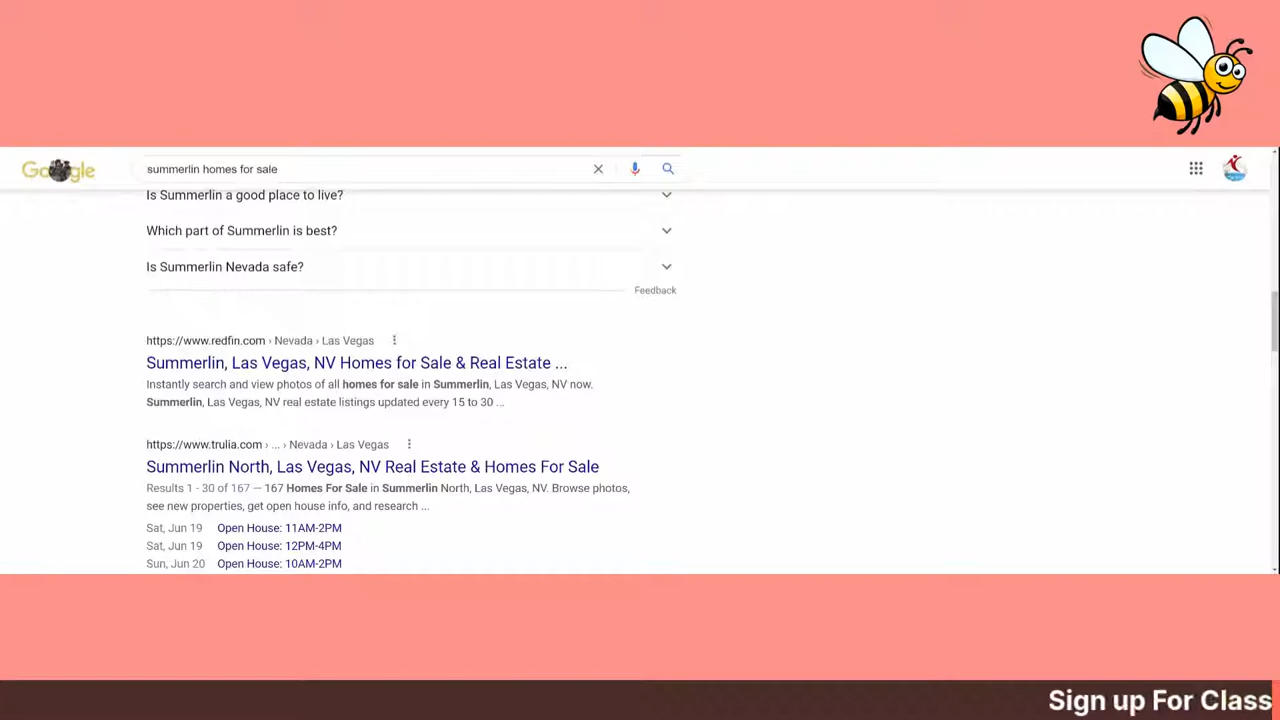 Google
summerlin homes for sale
Is Summerlin a good place to live?
Which part of Summerlin is best?
Is Summerlin Nevada safe?
Feedback
https://www.redfin.com › Nevada › Las Vegas
Summerlin, Las Vegas, NV Homes for Sale & Real Estate ...
Instantly search and view photos of all homes for sale in Summerlin, Las Vegas, NV now.
Summerlin, Las Vegas, NV real estate listings updated every 15 to 30 ...
https://www.trulia.com › ... › Nevada › Las Vegas
Summerlin North, Las Vegas, NV Real Estate & Homes For Sale
Results 1 - 30 of 167 — 167 Homes For Sale in Summerlin North, Las Vegas, NV. Browse photos,
see new properties, get open house info, and research ...
Sat, Jun 19 Open House: 11AM-2PM
Sat, Jun 19 Open House: 12PM-4PM
Sun, Jun 20 Open House: 10AM-2PM
Sign up For Class